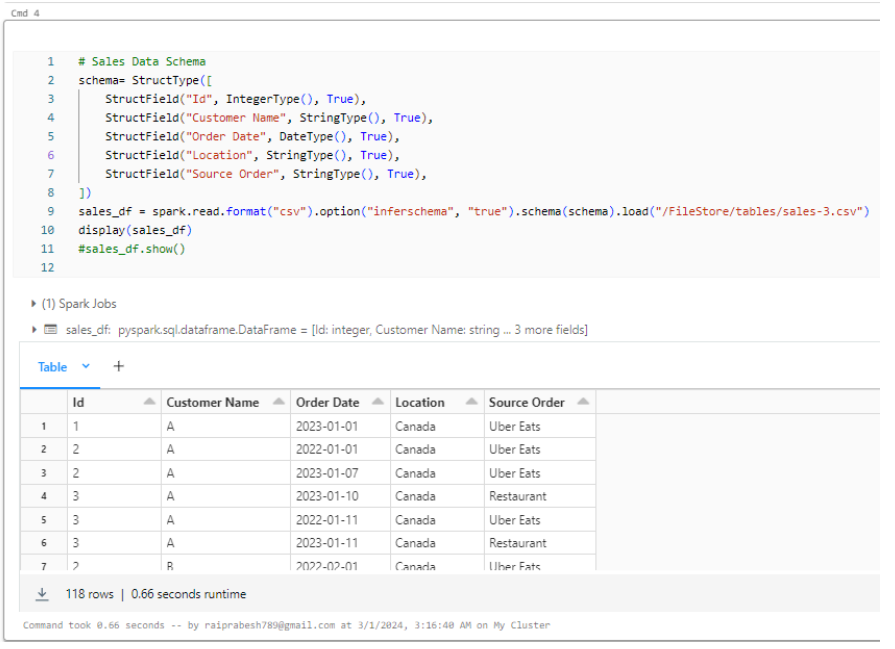 Cmd 4
1 # Sales Data Schema
2 schema= StructType([
3 StructField("Id", IntegerType(), True),
4 StructField("Customer Name", StringType(), True),
5 StructField("Order Date", DateType(), True),
6 StructField("Location", StringType(), True),
7 StructField("Source Order", StringType(), True),
8 ])
9 sales_df = spark.read.format("csv").option("inferschema", "true").schema(schema).load("/FileStore/tables/sales-3.csv")
10 display(sales_df)
11 #sales_df.show()
12
(1) Spark Jobs
sales_df: pyspark.sql.dataframe.DataFrame = [Id: integer, Customer Name: string ... 3 more fields]
Table +
Id Customer Name Order Date Location Source Order
1 1 A 2023-01-01 Canada Uber Eats
2 2 A 2022-01-01 Canada Uber Eats
3 2 A 2023-01-07 Canada Uber Eats
4 3 A 2023-01-10 Canada Restaurant
5 3 A 2022-01-11 Canada Uber Eats
6 3 A 2023-01-11 Canada Restaurant
7 2 B 2022-02-01 Canada Uber Eats
118 rows | 0.66 seconds runtime
Command took 0.66 seconds -- by raiprabesh789@gmail.com at 3/1/2024, 3:16:40 AM on My Cluster